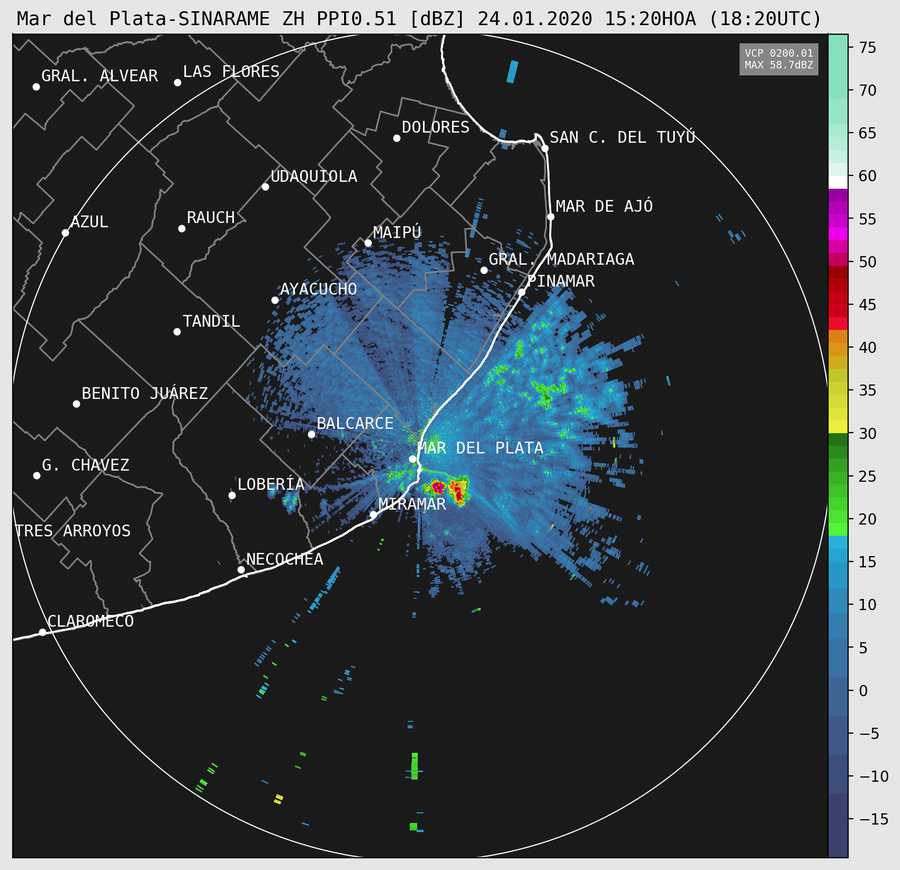 Mar del Plata-SINARAME ZH PPI0.51 [dBZ] 24.01.2020 15:20HOA (18:20UTC)
VCP 0200.01
MAX 58.7dBZ
GRAL. ALVEAR
LAS FLORES
DOLORES
SAN C. DEL TUYÚ
UDAQUIOLA
MAR DE AJÓ
RAUCH
AZUL
MAIPÚ
GRAL. MADARIAGA
PINAMAR
AYACUCHO
TANDIL
BENITO JUÁREZ
BALCARCE
MAR DEL PLATA
G. CHAVEZ
LOBERÍA
MIRAMAR
TRES ARROYOS
NECOCHEA
CLAROMECO
75
70
65
60
55
50
45
40
35
30
25
20
15
10
5
0
−5
−10
−15